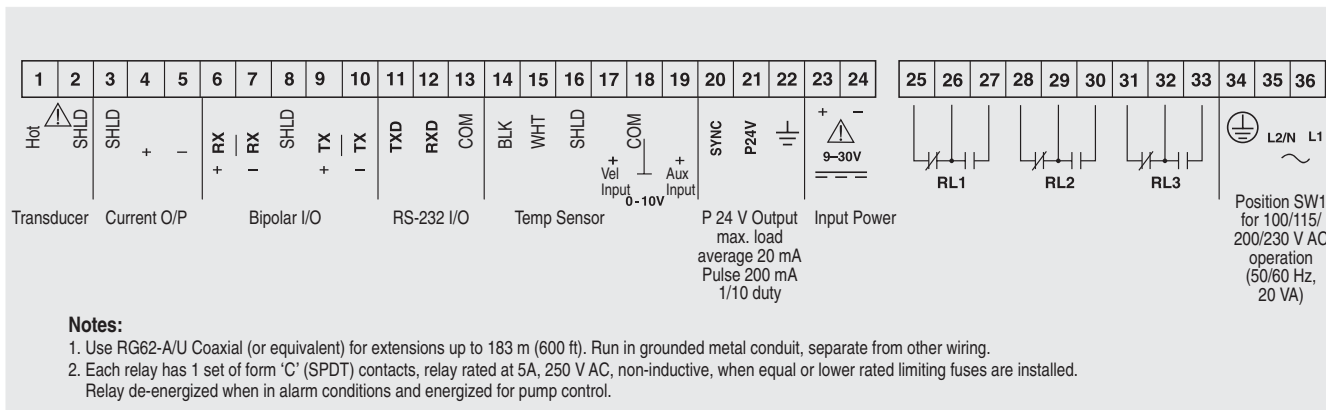 1 2 3 4 5 6 7 8 9 10 11 12 13 14 15 16 17 18 19 20 21 22 23 24 25 26 27 28 29 30 31 32 33 34 35 36
Hot SHLD SHLD + – RX RX SHLD TX TX TXD RXD COM BLK WHT SHLD COM SYNC P24V + – L2/N L1
+ – + –
+ Vel Input
+ Aux Input
0-10V
9–30V
RL1 RL2 RL3
Transducer Current O/P Bipolar I/O RS-232 I/O Temp Sensor
P 24 V Output
max. load
average 20 mA
Pulse 200 mA
1/10 duty
Input Power
Position SW1
for 100/115/
200/230 V AC
operation
(50/60 Hz,
20 VA)
Notes:
1. Use RG62-A/U Coaxial (or equivalent) for extensions up to 183 m (600 ft). Run in grounded metal conduit, separate from other wiring.
2. Each relay has 1 set of form ‘C’ (SPDT) contacts, relay rated at 5A, 250 V AC, non-inductive, when equal or lower rated limiting fuses are installed.
Relay de-energized when in alarm conditions and energized for pump control.